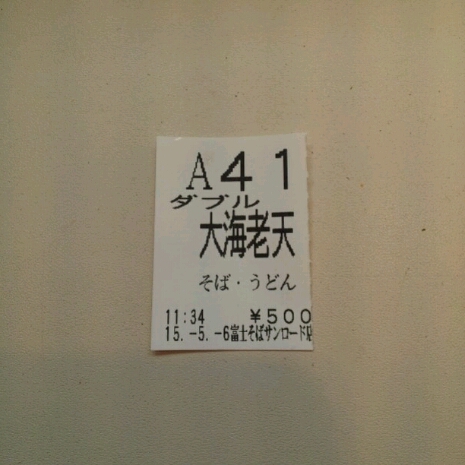 A41
ダブル
大海老天
そば・うどん
11:34 ¥500
15.-5.-6富士そばサンロード店